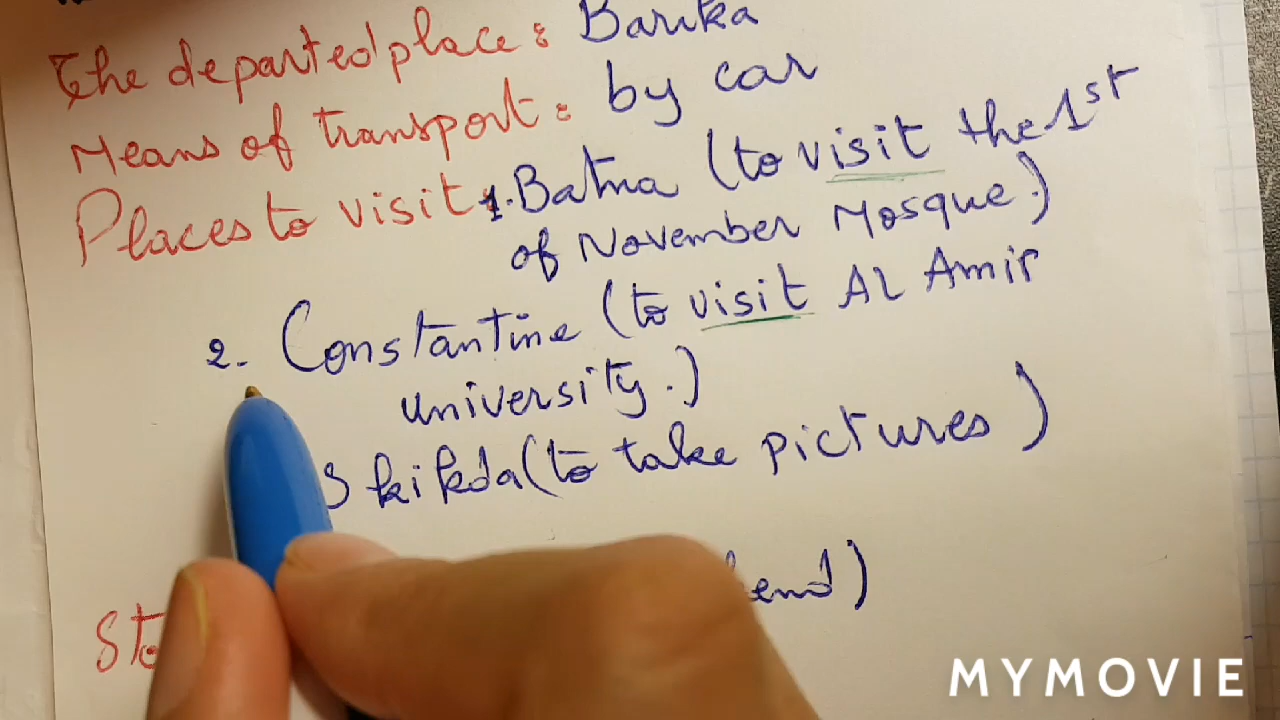 The departed place : Barika
Means of transport : by car
Places to visit : 1. Batna (to visit the 1st
of November Mosque.)
2- Constantine (to visit AL Amir
university.)
Skikda (to take pictures)
end)
MYMOVIE